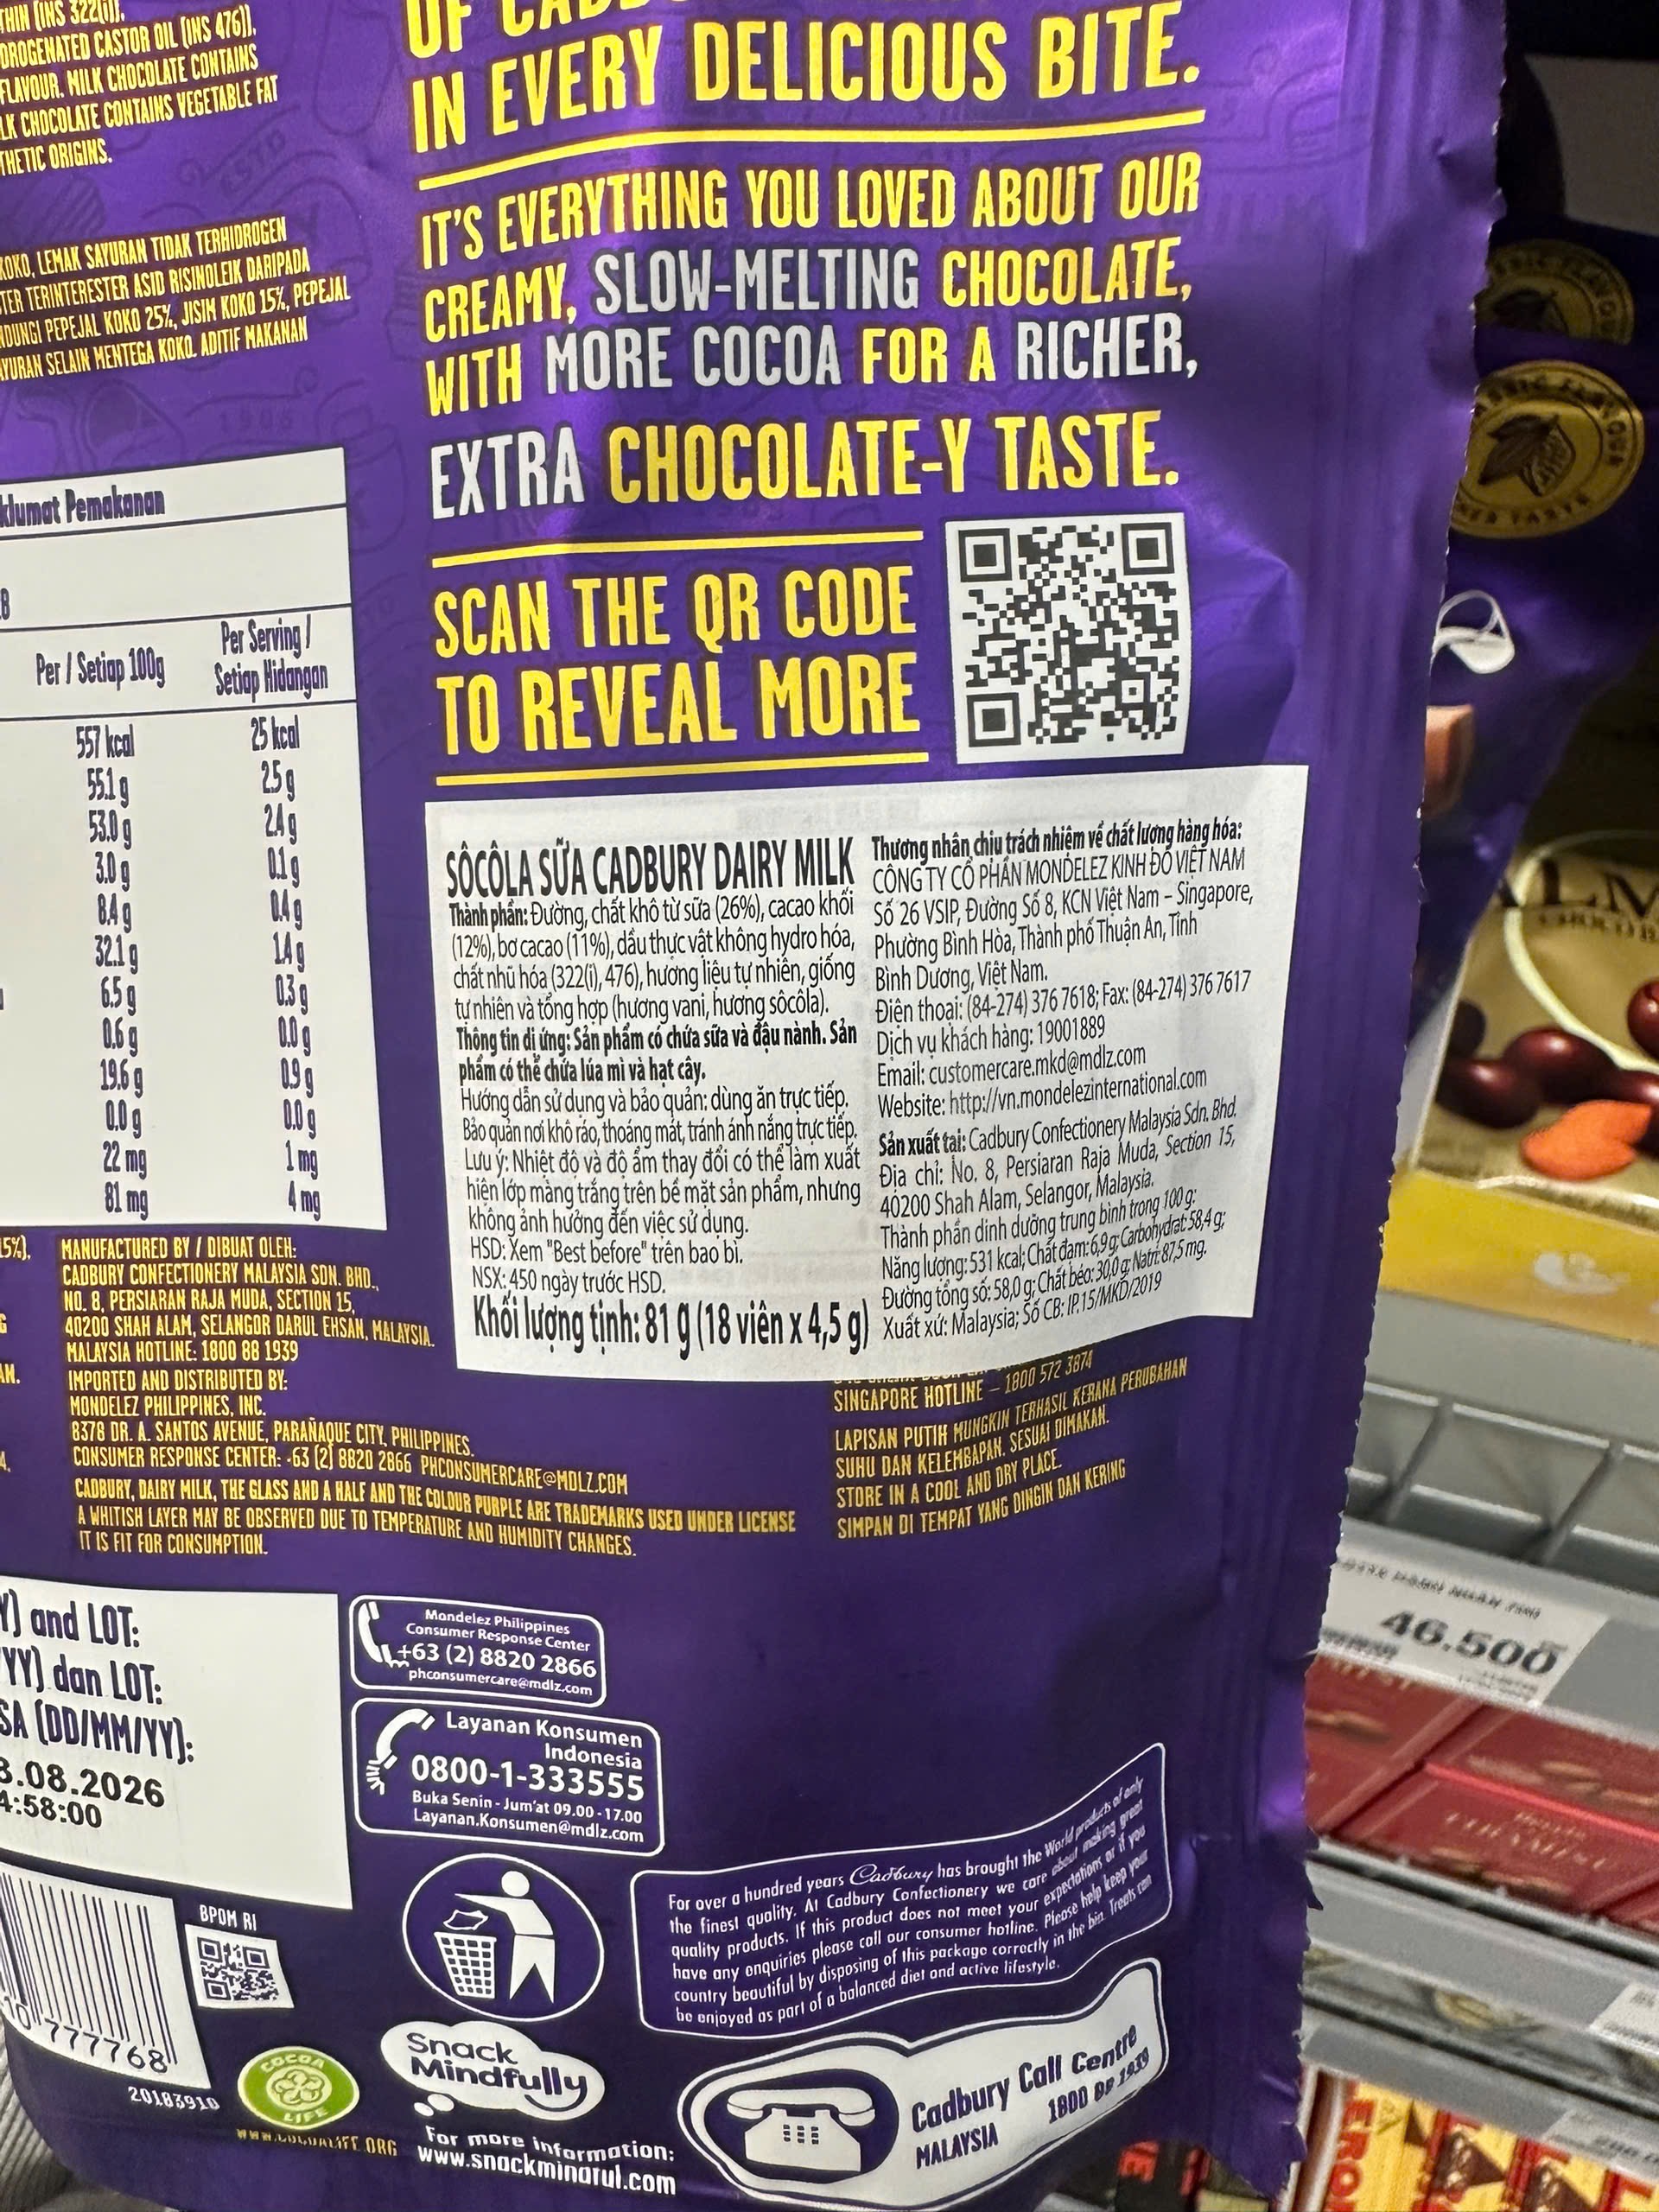 THIN (INS 322(I)),
DROGENATED CASTOR OIL (INS 476)).
FLAVOUR. MILK CHOCOLATE CONTAINS
LK CHOCOLATE CONTAINS VEGETABLE FAT
THETIC ORIGINS.
KOKO, LEMAK SAYURAN TIDAK TERHIDROGEN
TER TERINTERESTER ASID RISINOLEIK DARIPADA
NDUNGI PEPEJAL KOKO 25%, JISIM KOKO 15%, PEPEJAL
AYURAN SELAIN MENTEGA KOKO. ADITIF MAKANAN
IN EVERY DELICIOUS BITE.
IT'S EVERYTHING YOU LOVED ABOUT OUR
CREAMY, SLOW-MELTING CHOCOLATE,
WITH MORE COCOA FOR A RICHER,
EXTRA CHOCOLATE-Y TASTE.
SCAN THE QR CODE
TO REVEAL MORE
klumat Pemakanan
Per / Setiap 100g
Per Serving /
Setiap Hidangan
557 kcal 25 kcal
55.1 g 2.5 g
53.0 g 2.4 g
3.0 g 0.1 g
8.4 g 0.4 g
32.1 g 1.4 g
6.5 g 0.3 g
0.6 g 0.0 g
19.6 g 0.9 g
0.0 g 0.0 g
22 mg 1 mg
81 mg 4 mg
SÔCÔLA SỮA CADBURY DAIRY MILK
Thành phần: Đường, chất khô từ sữa (26%), cacao khối
(12%), bơ cacao (11%), dầu thực vật không hydro hóa,
chất nhũ hóa (322(i), 476), hương liệu tự nhiên, giống
tự nhiên và tổng hợp (hương vani, hương sôcôla).
Thông tin dị ứng: Sản phẩm có chứa sữa và đậu nành. Sản
phẩm có thể chứa lúa mì và hạt cây.
Hướng dẫn sử dụng và bảo quản: dùng ăn trực tiếp.
Bảo quản nơi khô ráo, thoáng mát, tránh ánh nắng trực tiếp.
Lưu ý: Nhiệt độ và độ ẩm thay đổi có thể làm xuất
hiện lớp màng trắng trên bề mặt sản phẩm, nhưng
không ảnh hưởng đến việc sử dụng.
HSD: Xem "Best before" trên bao bì.
NSX: 450 ngày trước HSD.
Khối lượng tịnh: 81 g (18 viên x 4,5 g)
Thương nhân chịu trách nhiệm về chất lượng hàng hóa:
CÔNG TY CỔ PHẦN MONDELEZ KINH ĐÔ VIỆT NAM
Số 26 VSIP, Đường Số 8, KCN Việt Nam – Singapore,
Phường Bình Hòa, Thành phố Thuận An, Tỉnh
Bình Dương, Việt Nam.
Điện thoại: (84-274) 376 7618; Fax: (84-274) 376 7617
Dịch vụ khách hàng: 19001889
Email: customercare.mkd@mdlz.com
Website: http://vn.mondelezinternational.com
Sản xuất tại: Cadbury Confectionery Malaysia Sdn. Bhd.
Địa chỉ: No. 8, Persiaran Raja Muda, Section 15,
40200 Shah Alam, Selangor, Malaysia.
Thành phần dinh dưỡng trung bình trong 100 g:
Năng lượng: 531 kcal; Chất đạm: 6,9 g; Carbohydrat: 58,4 g;
Đường tổng số: 58,0 g; Chất béo: 30,0 g; Natri: 87,5 mg.
Xuất xứ: Malaysia; Số CB: IP.15/MKD/2019
15%),
MANUFACTURED BY / DIBUAT OLEH:
CADBURY CONFECTIONERY MALAYSIA SDN. BHD.,
NO. 8, PERSIARAN RAJA MUDA, SECTION 15,
40200 SHAH ALAM, SELANGOR DARUL EHSAN, MALAYSIA.
MALAYSIA HOTLINE: 1800 88 1939
IMPORTED AND DISTRIBUTED BY:
MONDELEZ PHILIPPINES, INC.
8378 DR. A. SANTOS AVENUE, PARAÑAQUE CITY, PHILIPPINES.
CONSUMER RESPONSE CENTER: +63 (2) 8820 2866 PHCONSUMERCARE@MDLZ.COM
CADBURY, DAIRY MILK, THE GLASS AND A HALF AND THE COLOUR PURPLE ARE TRADEMARKS USED UNDER LICENSE
A WHITISH LAYER MAY BE OBSERVED DUE TO TEMPERATURE AND HUMIDITY CHANGES.
IT IS FIT FOR CONSUMPTION.
SINGAPORE HOTLINE – 1800 572 3874
LAPISAN PUTIH MUNGKIN TERHASIL KERANA PERUBAHAN
SUHU DAN KELEMBAPAN. SESUAI DIMAKAN.
STORE IN A COOL AND DRY PLACE.
SIMPAN DI TEMPAT YANG DINGIN DAN KERING
Y) and LOT:
YY) dan LOT:
SA (DD/MM/YY):
3.08.2026
4:58:00
Mondelez Philippines
Consumer Response Center
+63 (2) 8820 2866
phconsumercare@mdlz.com
Layanan Konsumen
Indonesia
0800-1-333555
Buka Senin - Jum'at 09.00 - 17.00
Layanan.Konsumen@mdlz.com
For over a hundred years Cadbury has brought the World products of only
the finest quality. At Cadbury Confectionery we care about making great
quality products. If this product does not meet your expectations or if you
have any enquiries please call our consumer hotline. Please help keep your
country beautiful by disposing of this package correctly in the bin. Treats can
be enjoyed as part of a balanced diet and active lifestyle.
BPOM RI
777768
20183910
COCOA
LIFE
WWW.COCOALIFE.ORG
Snack
Mindfully
For more information:
www.snackmindful.com
Cadbury Call Centre
MALAYSIA 1800 88 1939
46.500